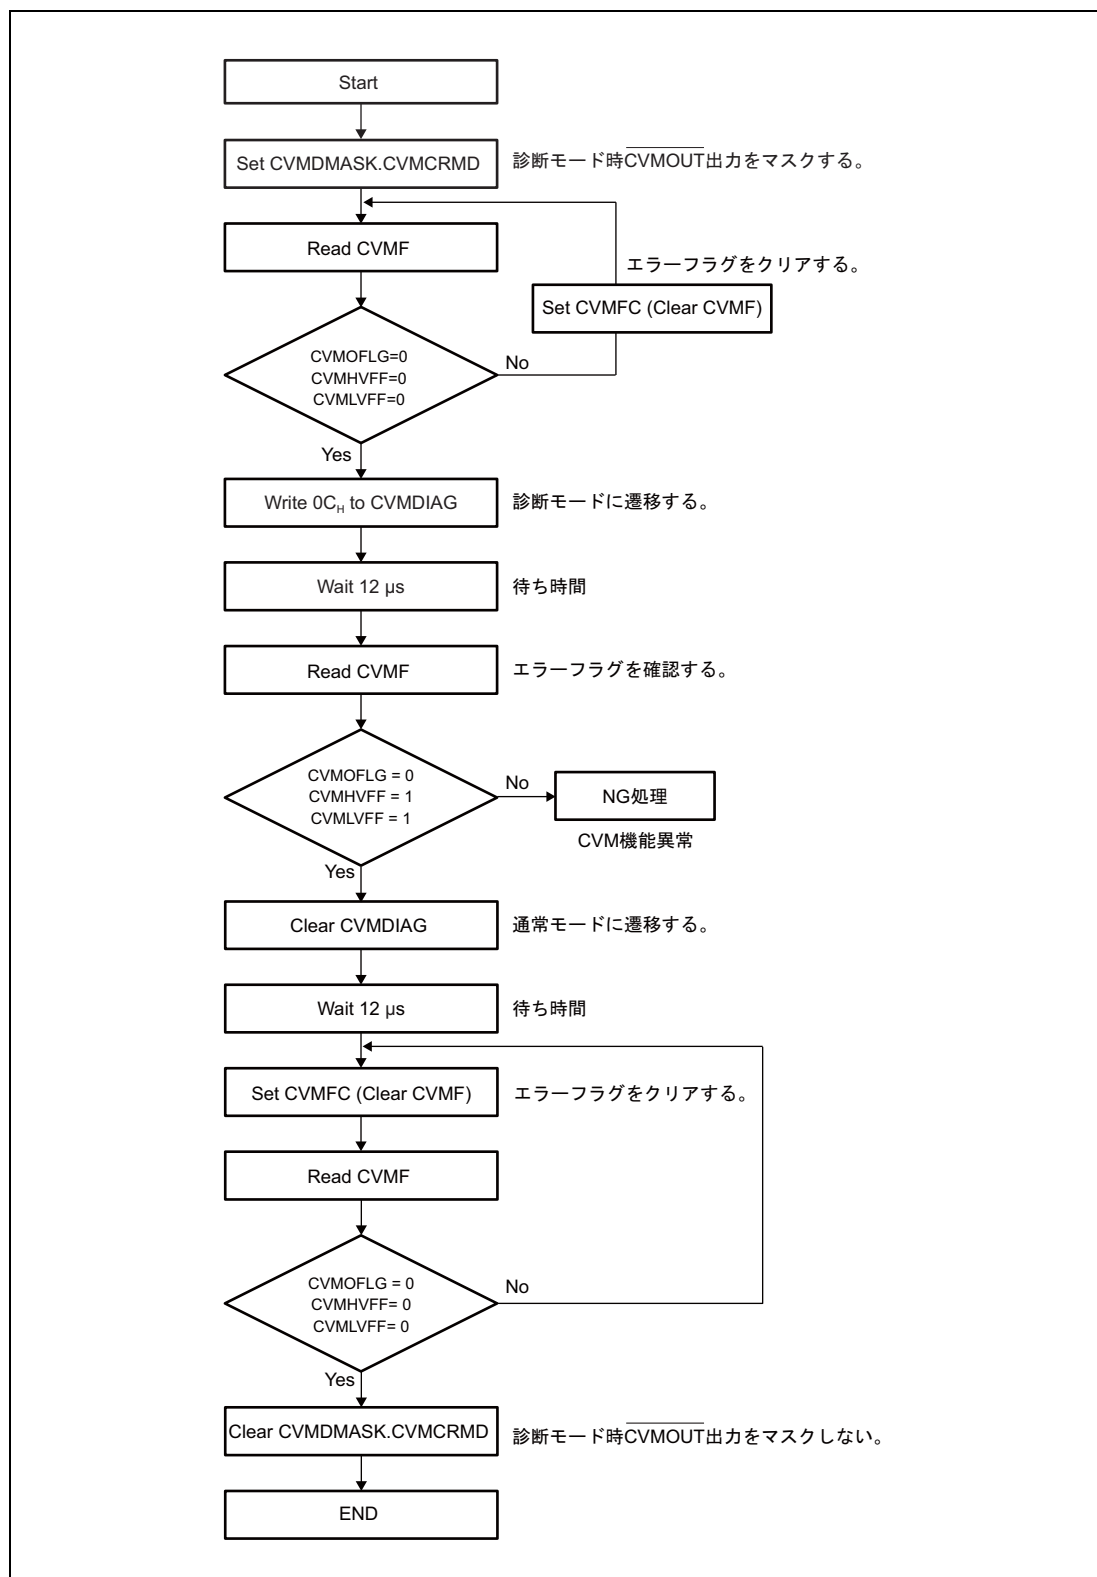 Start
Set CVMDMASK.CVMCRMD
診断モード時CVMOUT出力をマスクする。
Read CVMF
エラーフラグをクリアする。
Set CVMFC (Clear CVMF)
CVMOFLG=0
CVMHVFF=0
CVMLVFF=0
No
Yes
Write 0CH to CVMDIAG
診断モードに遷移する。
Wait 12 µs
待ち時間
Read CVMF
エラーフラグを確認する。
CVMOFLG = 0
CVMHVFF = 1
CVMLVFF = 1
No
NG処理
CVM機能異常
Yes
Clear CVMDIAG
通常モードに遷移する。
Wait 12 µs
待ち時間
Set CVMFC (Clear CVMF)
エラーフラグをクリアする。
Read CVMF
CVMOFLG = 0
CVMHVFF= 0
CVMLVFF= 0
No
Yes
Clear CVMDMASK.CVMCRMD
診断モード時CVMOUT出力をマスクしない。
END